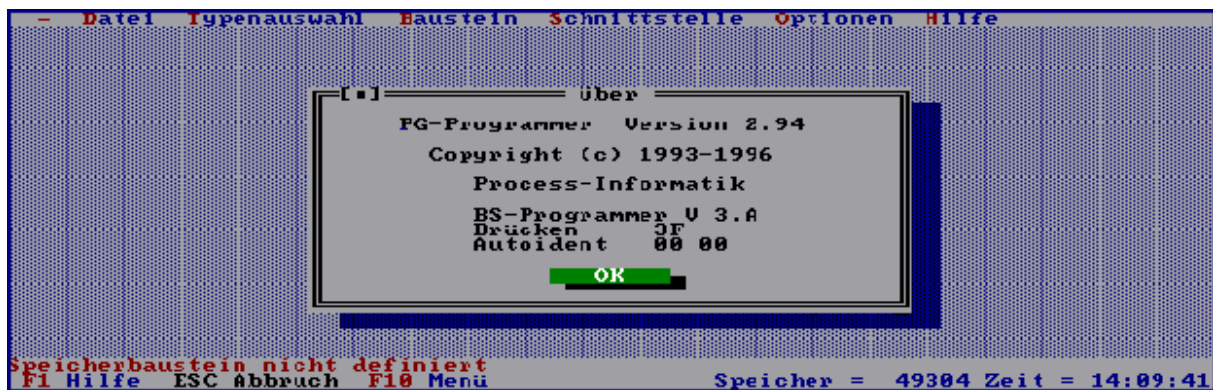 - Datei Typenauswahl Baustein Schnittstelle Optionen Hilfe
über
PG-Programmer Version 2.94
Copyright (c) 1993-1996
Process-Informatik
BS-Programmer V 3.A
Drücken
Autoident 00 00
OK
Speicherbaustein nicht definiert
F1 Hilfe ESC Abbruch F10 Menü Speicher = 49304 Zeit = 14:09:41